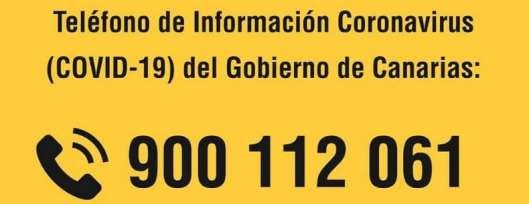 Teléfono de Información Coronavirus
(COVID-19) del Gobierno de Canarias:
900 112 061